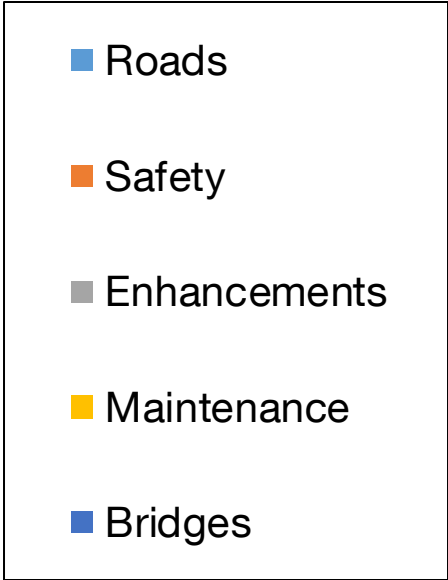 Roads
Safety
Enhancements
Maintenance
Bridges